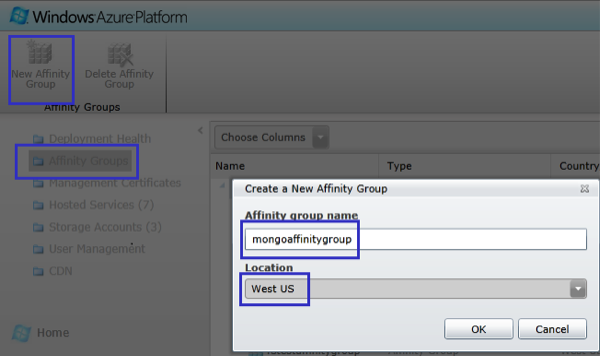 Windows Azure Platform
New Affinity Group
Delete Affinity Group
Affinity Groups
Deployment Health
Affinity Groups
Management Certificates
Hosted Services (7)
Storage Accounts (3)
User Management
CDN
Home
Choose Columns
Name Type Country
Create a New Affinity Group
Affinity group name
mongoaffinitygroup
Location
West US
OK Cancel